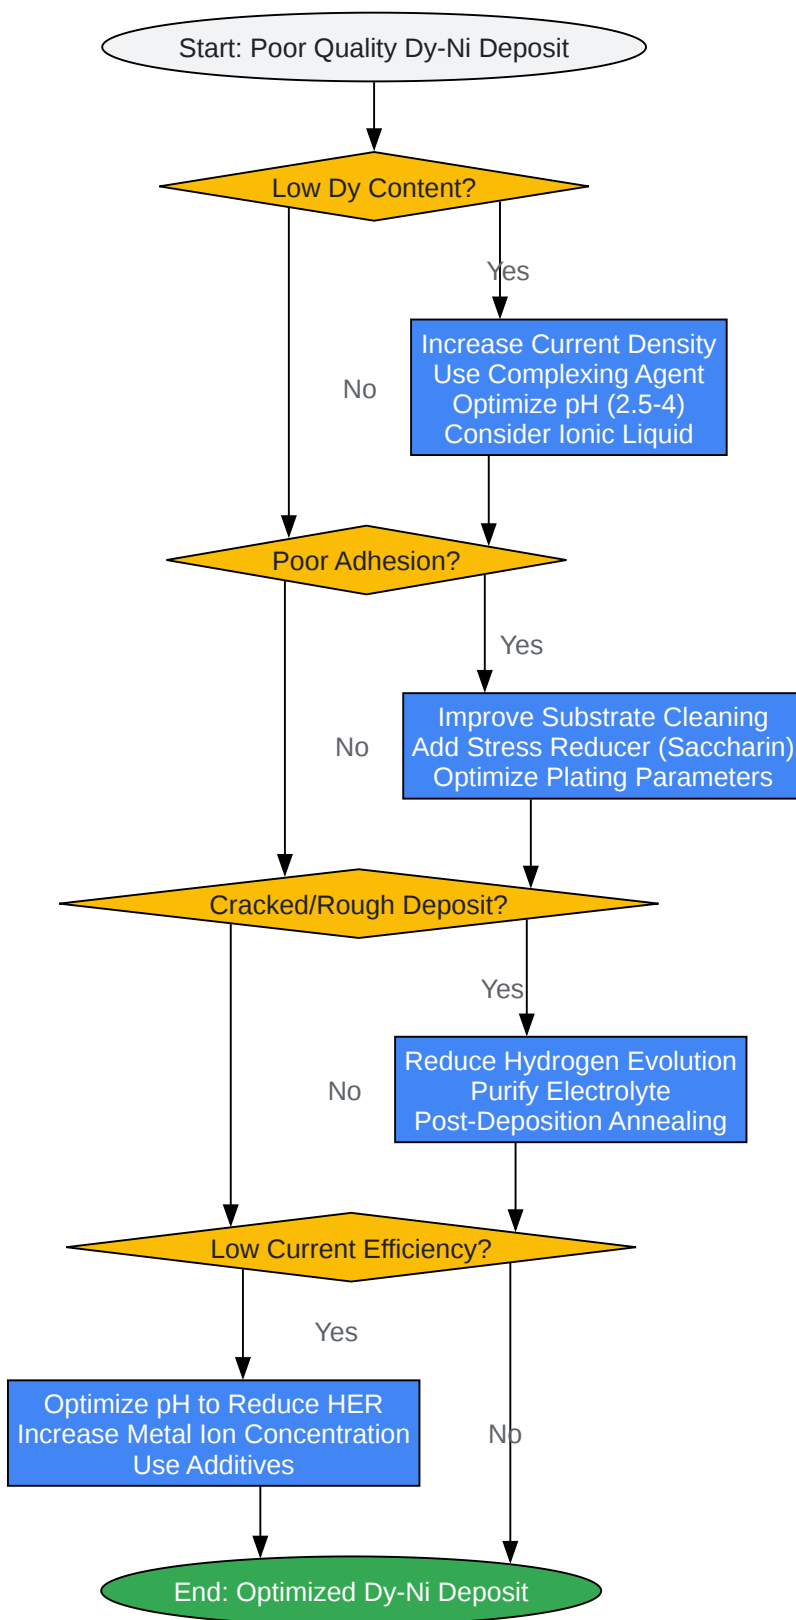 Start: Poor Quality Dy-Ni Deposit
Low Dy Content?
Yes
Increase Current Density
Use Complexing Agent
Optimize pH (2.5-4)
Consider Ionic Liquid
No
Poor Adhesion?
Yes
Improve Substrate Cleaning
Add Stress Reducer (Saccharin)
Optimize Plating Parameters
No
Cracked/Rough Deposit?
Yes
Reduce Hydrogen Evolution
Purify Electrolyte
Post-Deposition Annealing
No
Low Current Efficiency?
Yes
Optimize pH to Reduce HER
Increase Metal Ion Concentration
Use Additives
No
End: Optimized Dy-Ni Deposit